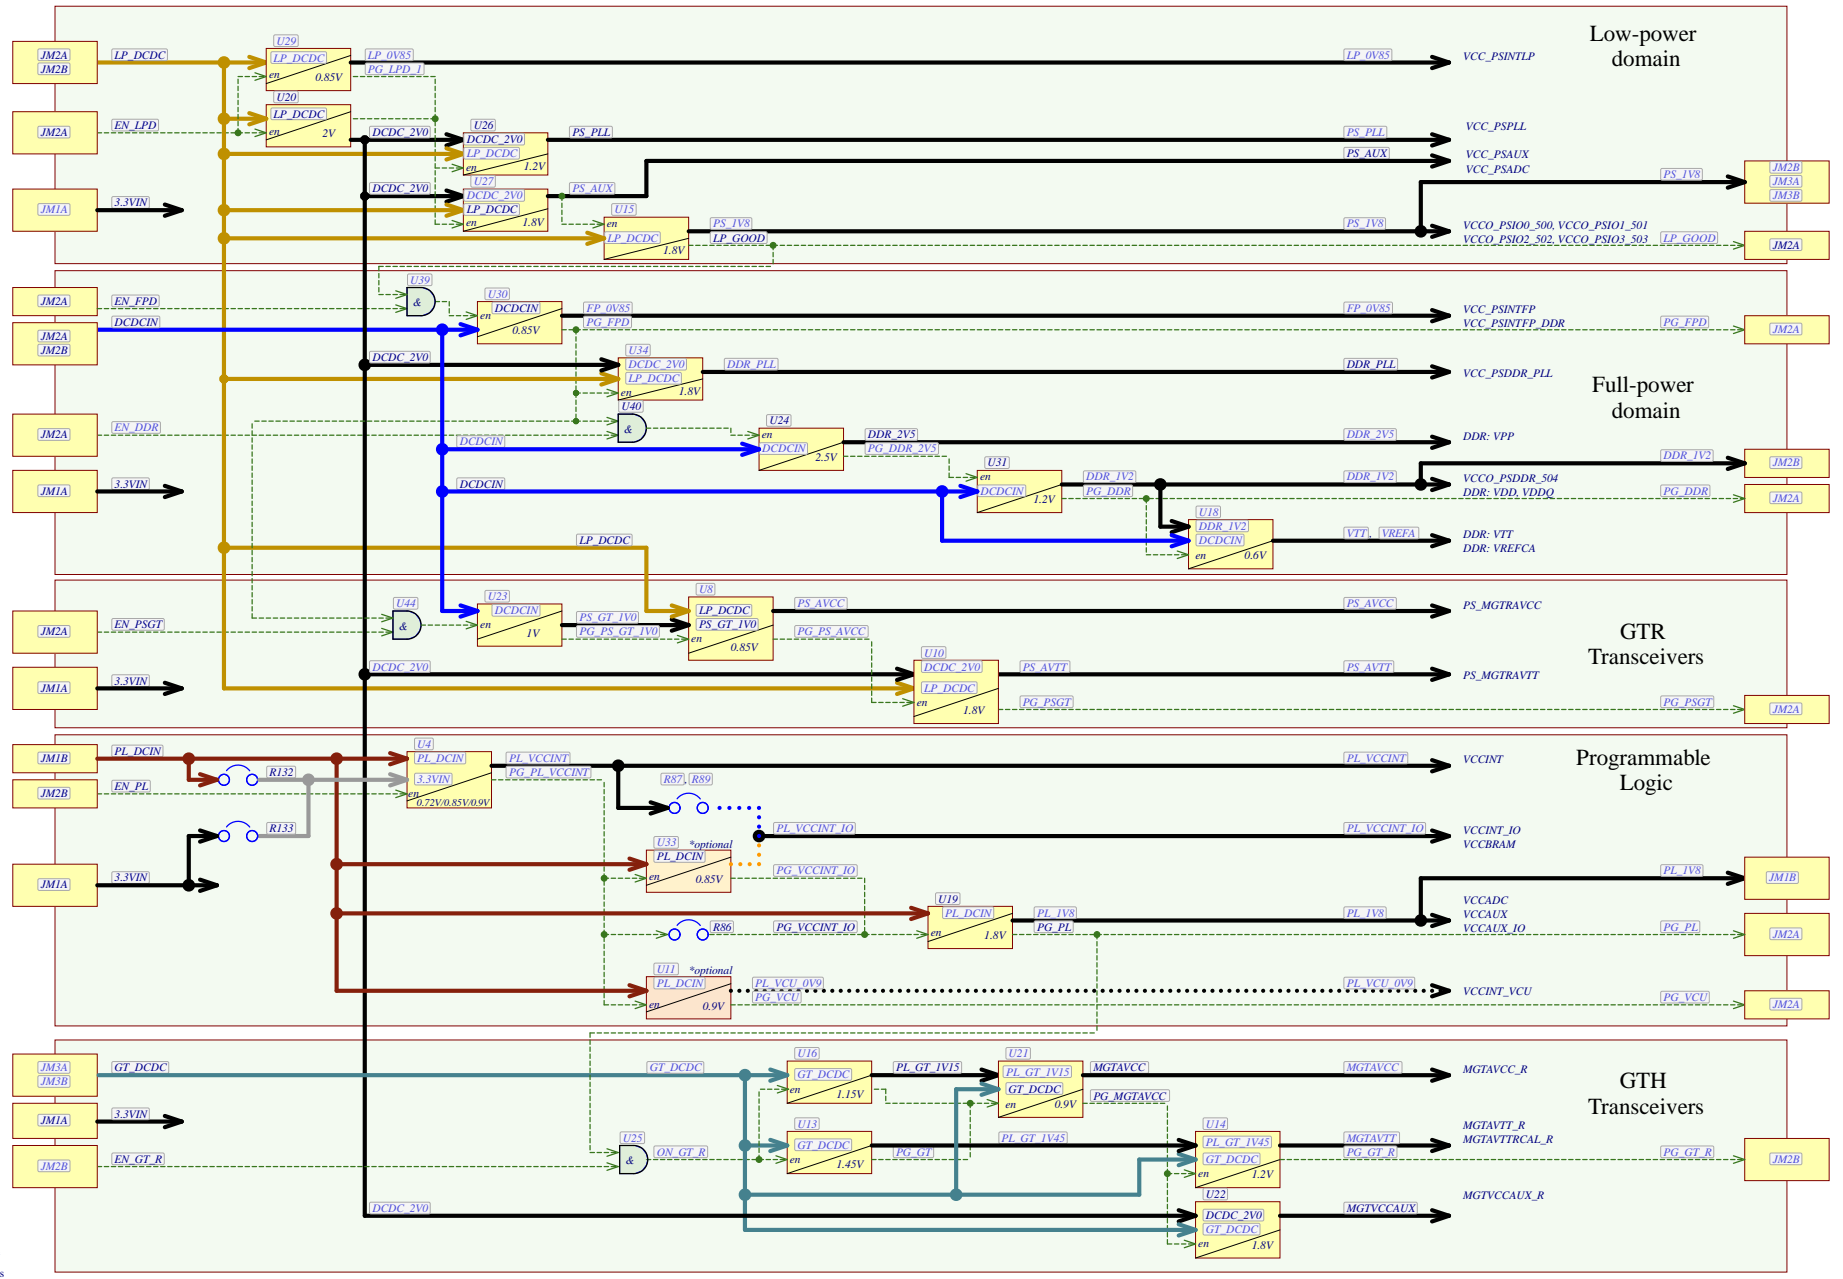 Low-power
domain
JM2A
JM2B
LP_DCDC
U29
LP_DCDC
en
0.85V
LP_0V85
PG_LPD_1
LP_0V85
VCC_PSINTLP
JM2A
EN_LPD
U20
LP_DCDC
en
2V
DCDC_2V0
U26
DCDC_2V0
LP_DCDC
en
1.2V
PS_PLL
PS_PLL
VCC_PSPLL
PS_AUX
VCC_PSAUX
VCC_PSADC
JM1A
3.3VIN
DCDC_2V0
U27
DCDC_2V0
LP_DCDC
en
1.8V
PS_AUX
U15
en
LP_DCDC
1.8V
PS_1V8
LP_GOOD
PS_1V8
PS_1V8
JM2B
JM3A
JM3B
VCCO_PSIO0_500, VCCO_PSIO1_501
VCCO_PSIO2_502, VCCO_PSIO3_503
LP_GOOD
JM2A
Full-power
domain
JM2A
EN_FPD
U39
&
U30
DCDCIN
en
0.85V
FP_0V85
PG_FPD
FP_0V85
VCC_PSINTFP
VCC_PSINTFP_DDR
PG_FPD
JM2A
JM2A
JM2B
DCDCIN
DCDC_2V0
U34
DCDC_2V0
LP_DCDC
en
1.8V
DDR_PLL
DDR_PLL
VCC_PSDDR_PLL
JM2A
EN_DDR
U40
&
U24
en
DCDCIN
2.5V
DCDCIN
DDR_2V5
PG_DDR_2V5
DDR_2V5
DDR: VPP
JM1A
3.3VIN
DCDCIN
U31
en
DCDCIN
1.2V
DDR_1V2
PG_DDR
DDR_1V2
DDR_1V2
JM2B
VCCO_PSDDR_504
DDR: VDD, VDDQ
PG_DDR
JM2A
U18
DDR_1V2
DCDCIN
en
0.6V
VTT, VREFA
DDR: VTT
DDR: VREFCA
LP_DCDC
GTR
Transceivers
JM2A
EN_PSGT
U44
&
U23
DCDCIN
en
1V
PS_GT_1V0
PG_PS_GT_1V0
U8
LP_DCDC
PS_GT_1V0
en
0.85V
PS_AVCC
PG_PS_AVCC
PS_AVCC
PS_MGTRAVCC
JM1A
3.3VIN
DCDC_2V0
U10
DCDC_2V0
LP_DCDC
en
1.8V
PS_AVTT
PG_PSGT
PS_AVTT
PS_MGTRAVTT
PG_PSGT
JM2A
Programmable
Logic
JM1B
PL_DCIN
R132
JM2B
EN_PL
R133
U4
PL_DCIN
3.3VIN
en
0.72V/0.85V/0.9V
PL_VCCINT
PG_PL_VCCINT
PL_VCCINT
VCCINT
R87, R89
JM1A
3.3VIN
U33
*optional
PL_DCIN
en
0.85V
PL_VCCINT_IO
PG_VCCINT_IO
PL_VCCINT_IO
VCCINT_IO
VCCBRAM
R86
PG_VCCINT_IO
U19
PL_DCIN
en
1.8V
PL_1V8
PG_PL
PL_1V8
PL_1V8
JM1B
VCCADC
VCCAUX
VCCAUX_IO
PG_PL
JM2A
U11
*optional
PL_DCIN
en
0.9V
PL_VCU_0V9
PG_VCU
PL_VCU_0V9
VCCINT_VCU
PG_VCU
JM2A
GTH
Transceivers
JM3A
JM3B
GT_DCDC
GT_DCDC
U16
GT_DCDC
en
1.15V
PL_GT_1V15
U21
PL_GT_1V15
GT_DCDC
en
0.9V
MGTAVCC
PG_MGTAVCC
MGTAVCC
MGTAVCC_R
JM1A
3.3VIN
JM2B
EN_GT_R
U25
&
ON_GT_R
U13
GT_DCDC
en
1.45V
PL_GT_1V45
PG_GT
U14
PL_GT_1V45
GT_DCDC
en
1.2V
MGTAVTT
PG_GT_R
MGTAVTT_R
MGTAVTTRCAL_R
PG_GT_R
JM2B
DCDC_2V0
U22
DCDC_2V0
GT_DCDC
en
1.8V
MGTVCCAUX
MGTVCCAUX_R
s